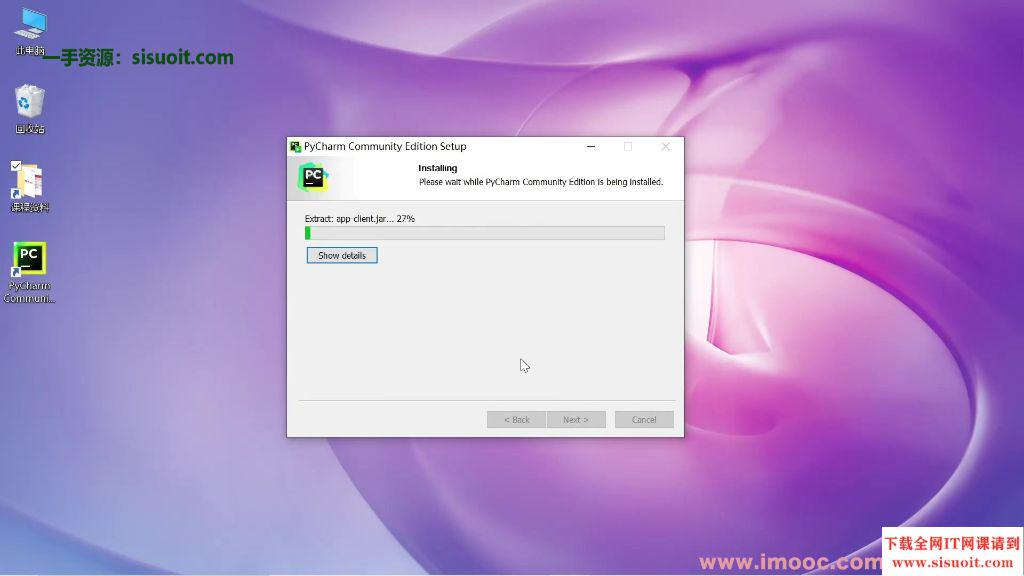 此电脑
一手资源：sisuoit.com
回收站
课程资料
PC
PyCharm
Communi...
PyCharm Community Edition Setup
PC
Installing
Please wait while PyCharm Community Edition is being installed.
Extract: app-client.jar... 27%
Show details
< Back
Next >
Cancel
www.imooc.com
下载全网IT网课请到
www.sisuoit.com